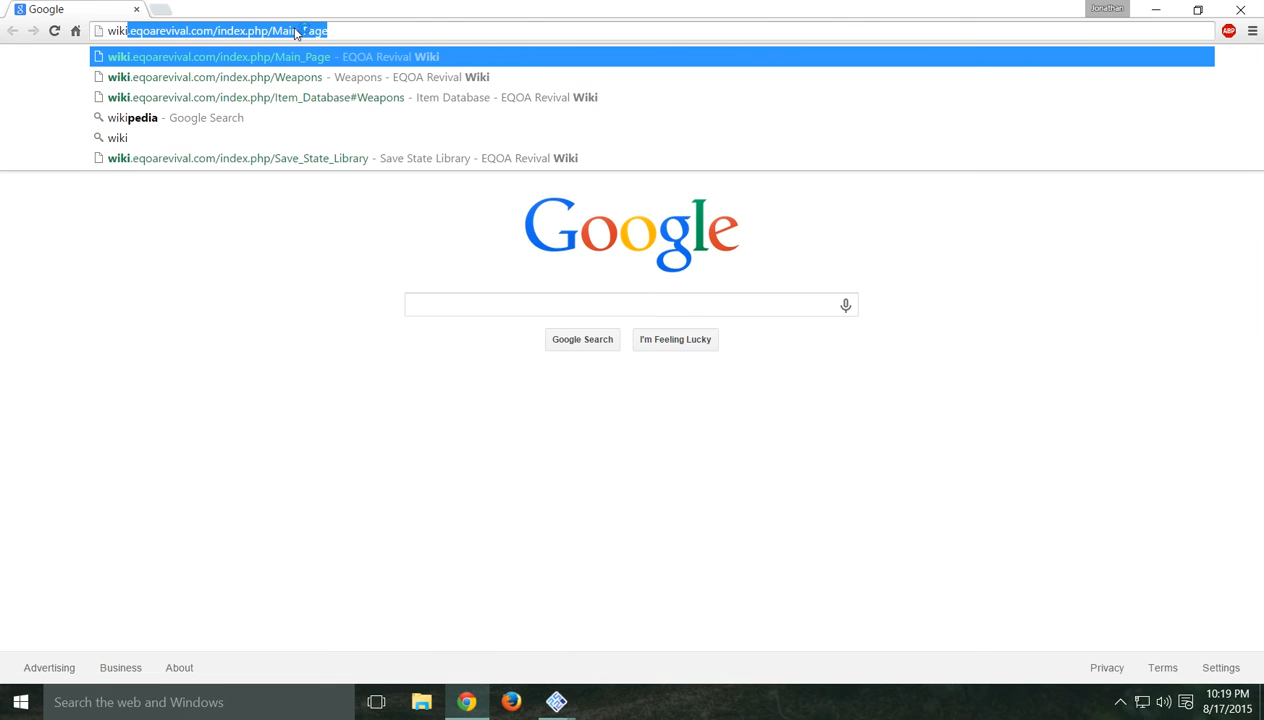 Google
Jonathan
wiki.eqoarevival.com/index.php/Main_Page
ABP
wiki.eqoarevival.com/index.php/Main_Page - EQOA Revival Wiki
wiki.eqoarevival.com/index.php/Weapons - Weapons - EQOA Revival Wiki
wiki.eqoarevival.com/index.php/Item_Database#Weapons - Item Database - EQOA Revival Wiki
wikipedia - Google Search
wiki
wiki.eqoarevival.com/index.php/Save_State_Library - Save State Library - EQOA Revival Wiki
Google
Google Search
I'm Feeling Lucky
Advertising Business About Privacy Terms Settings
Search the web and Windows
10:19 PM
8/17/2015